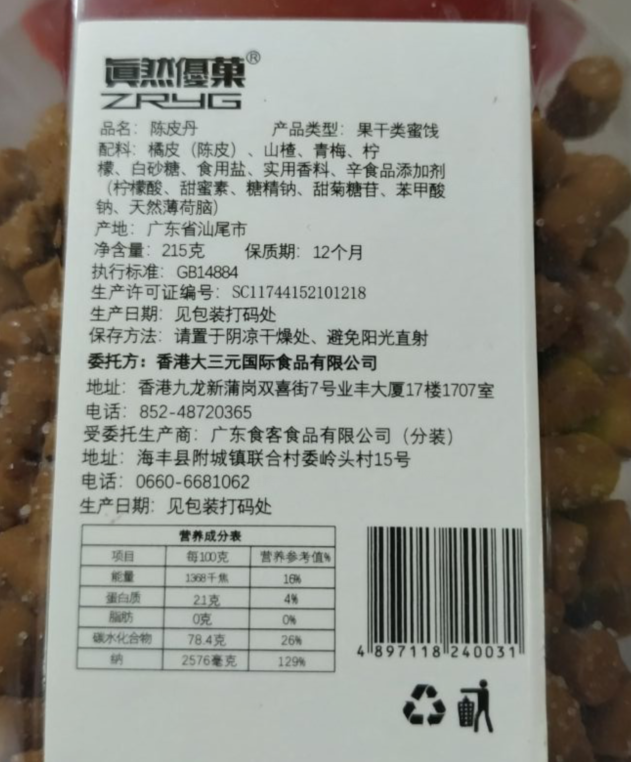 眞然優菓®
ZRYG
品名：陈皮丹 产品类型：果干类蜜饯
配料：橘皮（陈皮）、山楂、青梅、柠
檬、白砂糖、食用盐、实用香料、辛食品添加剂
（柠檬酸、甜蜜素、糖精钠、甜菊糖苷、苯甲酸
钠、天然薄荷脑）
产地：广东省汕尾市
净含量：215克 保质期：12个月
执行标准：GB14884
生产许可证编号：SC11744152101218
生产日期：见包装打码处
保存方法：请置于阴凉干燥处、避免阳光直射
委托方：香港大三元国际食品有限公司
地址：香港九龙新蒲岗双喜街7号业丰大厦17楼1707室
电话：852-48720365
受委托生产商：广东食客食品有限公司（分装）
地址：海丰县附城镇联合村委岭头村15号
电话：0660-6681062
生产日期：见包装打码处
营养成分表
项目 每100克 营养参考值%
能量 1368千焦 16%
蛋白质 2.1克 4%
脂肪 0克 0%
碳水化合物 78.4克 26%
钠 2576毫克 129%
4 897118 240031